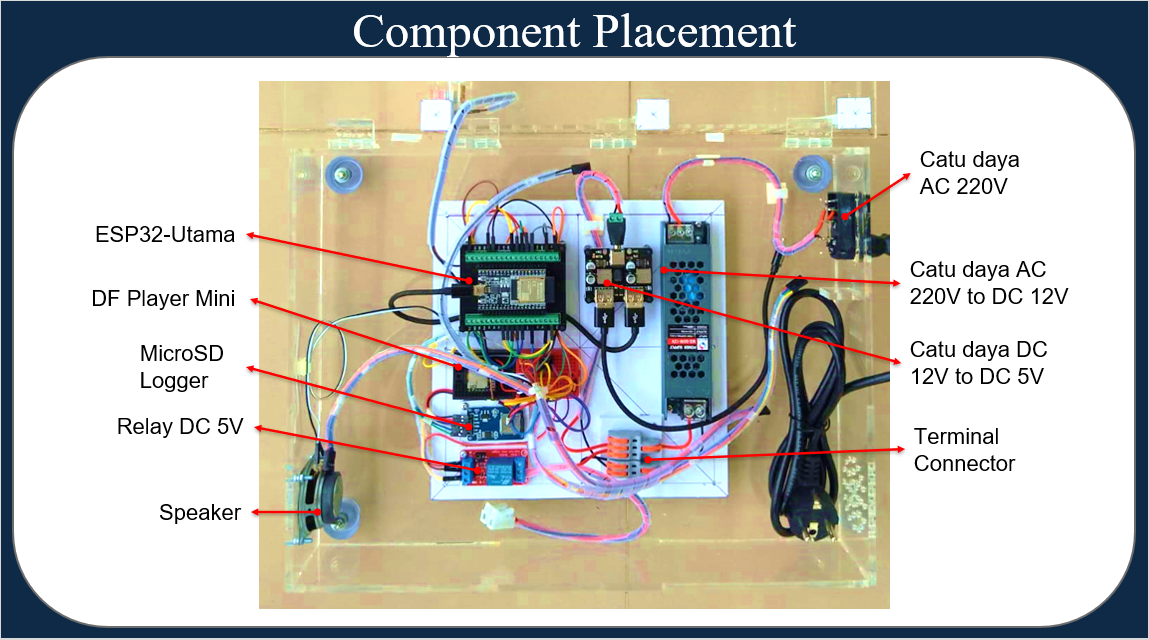 Component Placement
ESP32-Utama
DF Player Mini
MicroSD
Logger
Relay DC 5V
Speaker
Catu daya
AC 220V
Catu daya AC
220V to DC 12V
Catu daya DC
12V to DC 5V
Terminal
Connector